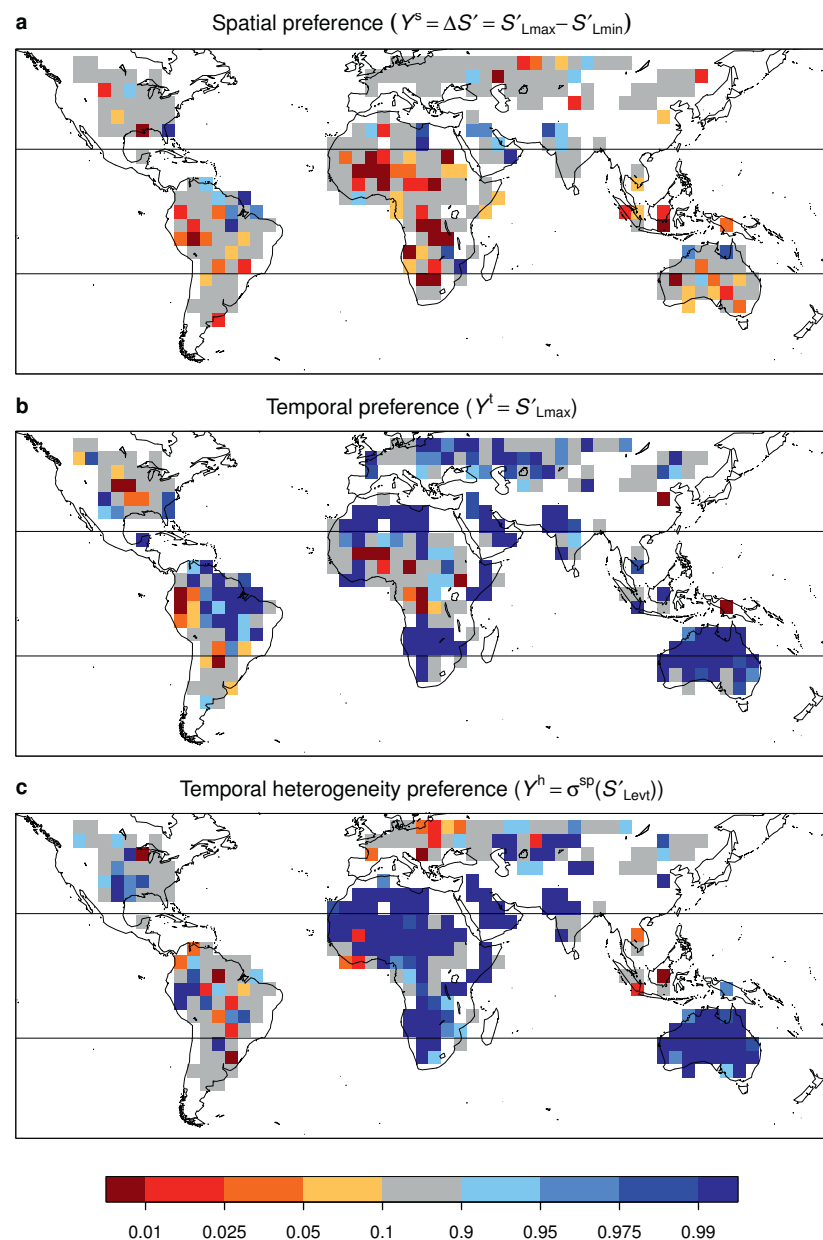 a Spatial preference (Yˢ = ΔS′ = S′Lmax – S′Lmin)
b Temporal preference (Yᵗ = S′Lmax)
c Temporal heterogeneity preference (Yʰ = σˢᵖ(S′Levt))
0.01 0.025 0.05 0.1 0.9 0.95 0.975 0.99